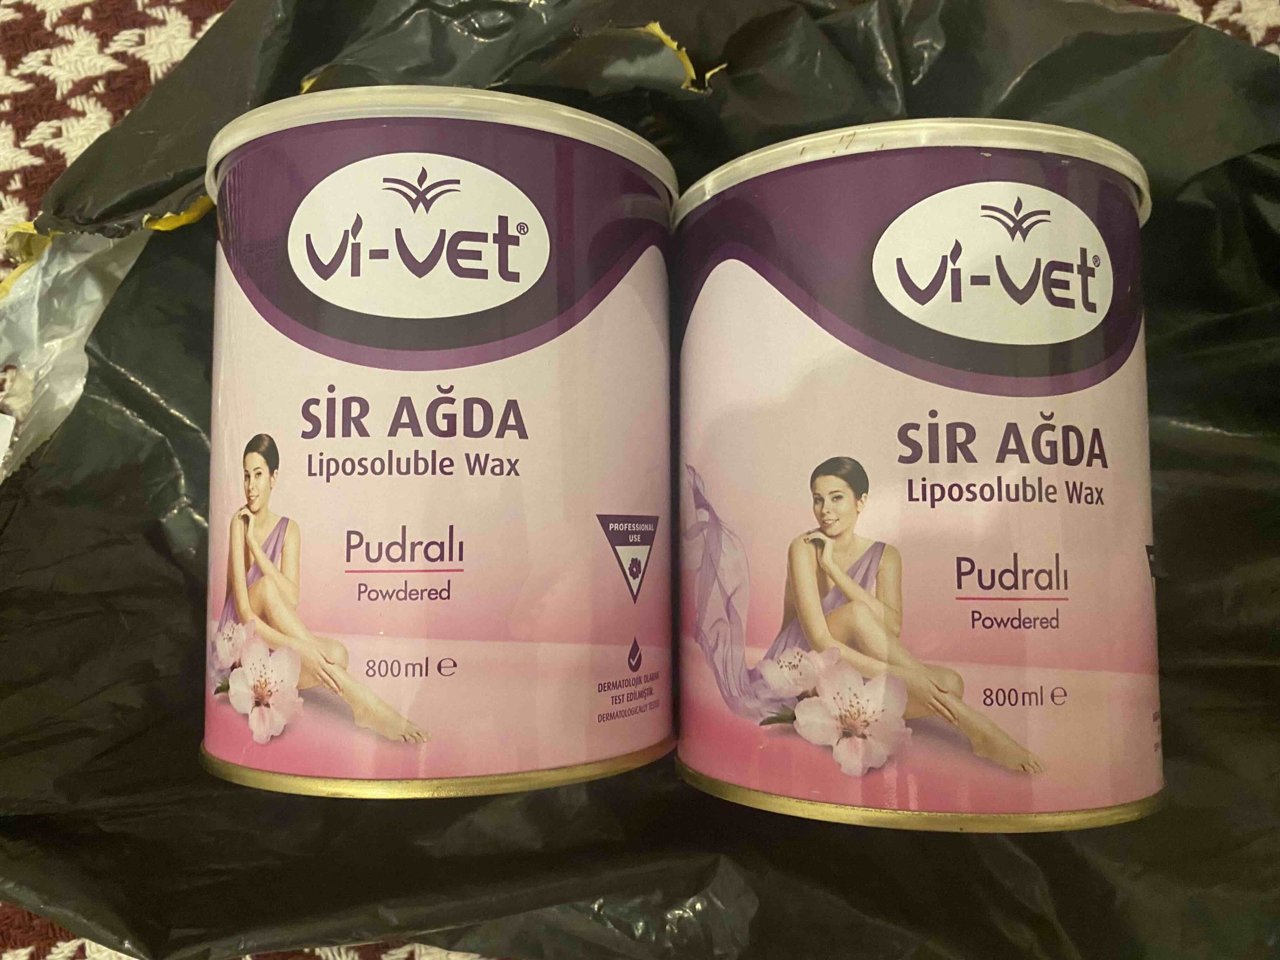 Vi-VEt®
SİR AĞDA
Liposoluble Wax
Pudralı
Powdered
800ml ℮
PROFESSIONAL
USE
DERMATOLOJİK OLARAK
TEST EDİLMİŞTİR
DERMATOLOGICALLY TESTED
Vi-VEt®
SİR AĞDA
Liposoluble Wax
Pudralı
Powdered
800ml ℮